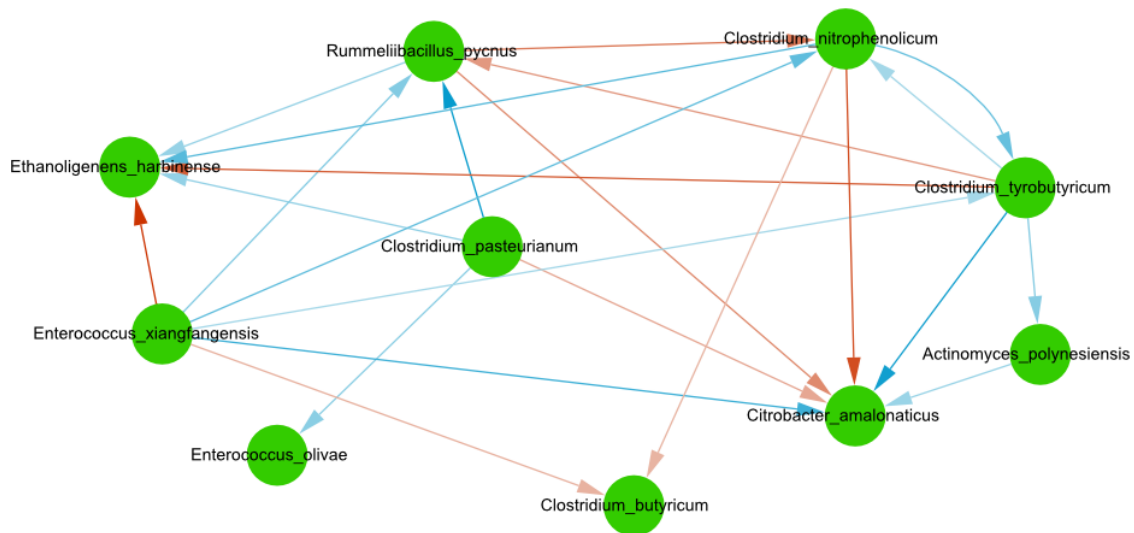 Clostridium_nitrophenolicum
Rummeliibacillus_pycnus
Ethanoligenens_harbinense
Clostridium_tyrobutyricum
Clostridium_pasteurianum
Enterococcus_xiangfangensis
Actinomyces_polynesiensis
Citrobacter_amalonaticus
Enterococcus_olivae
Clostridium_butyricum